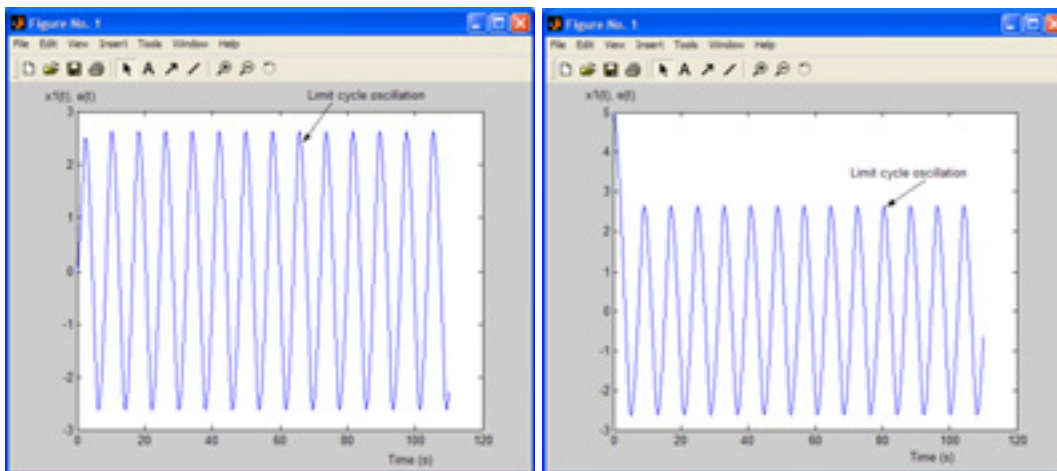 Figure No. 1
File Edit View Insert Tools Window Help
x1(t), e(t)
Limit cycle oscillation
3
2
1
0
-1
-2
-3
0 20 40 60 80 100 120
Time (s)
Figure No. 1
File Edit View Insert Tools Window Help
x1(t), e(t)
5
4
3
Limit cycle oscillation
2
1
0
-1
-2
-3
0 20 40 60 80 100 120
Time (s)